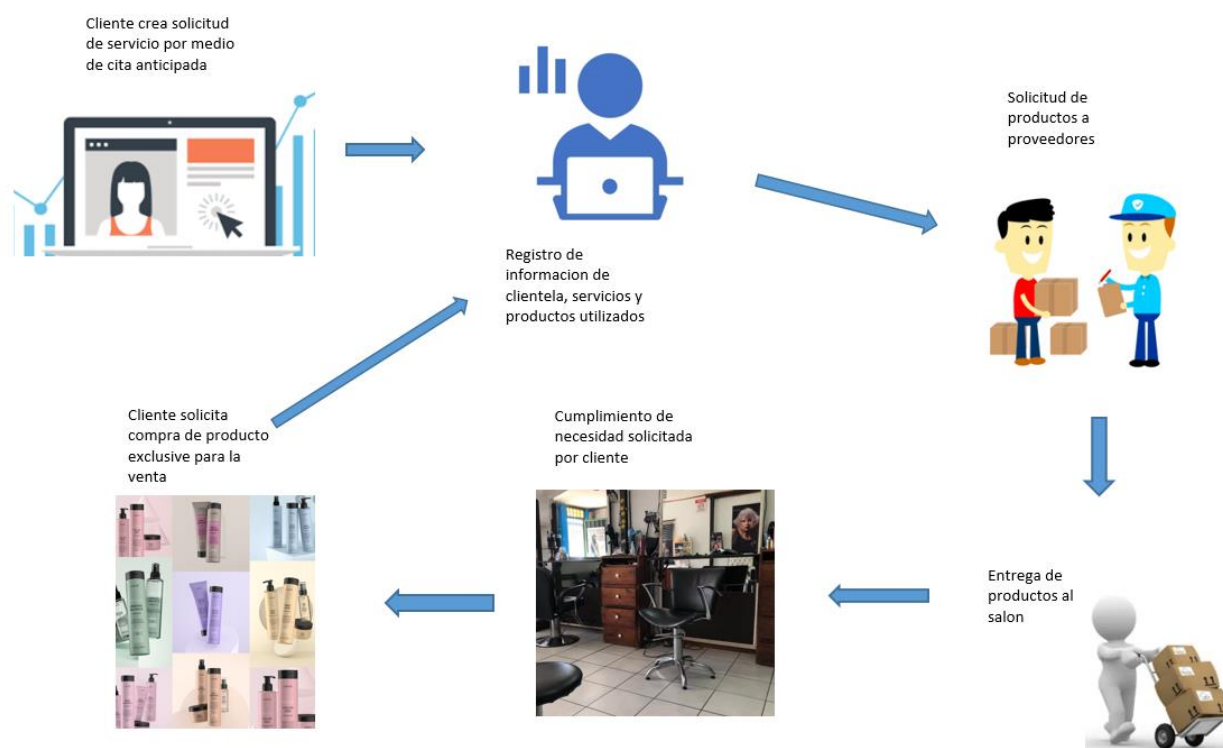 Cliente crea solicitud
de servicio por medio
de cita anticipada
Registro de
informacion de
clientela, servicios y
productos utilizados
Solicitud de
productos a
proveedores
Entrega de
productos al
salon
Cumplimiento de
necesidad solicitada
por cliente
Cliente solicita
compra de producto
exclusive para la
venta